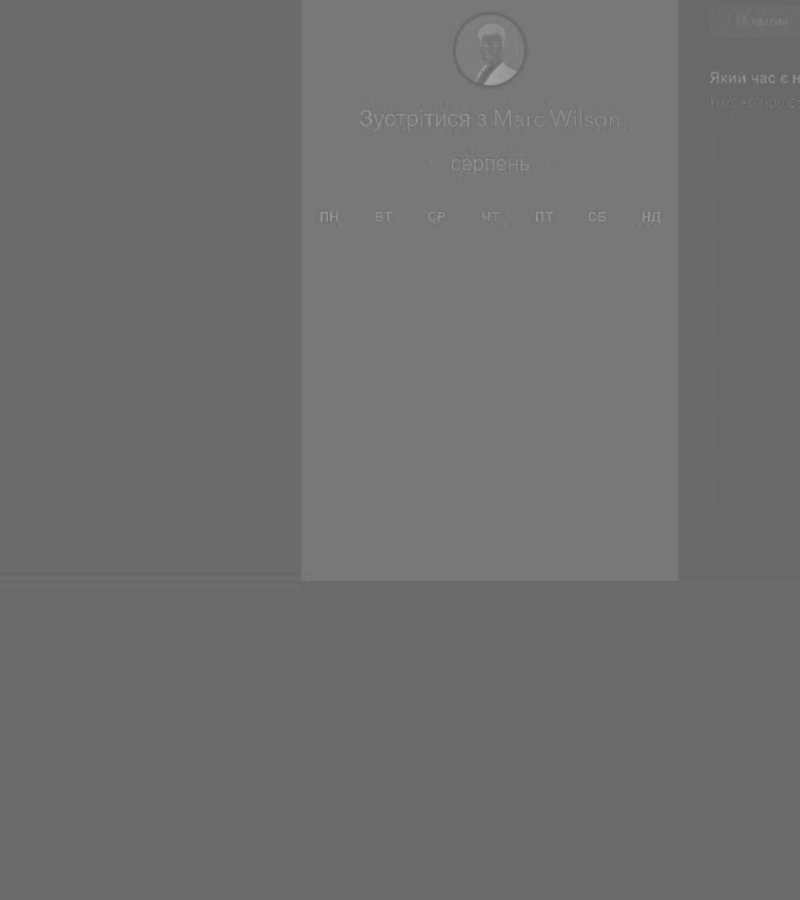 Зустрітися з Marc Wilson
серпень
ПН ВТ СР ЧТ ПТ СБ НД
15 хвилин
Який час є н
UTC +03:00